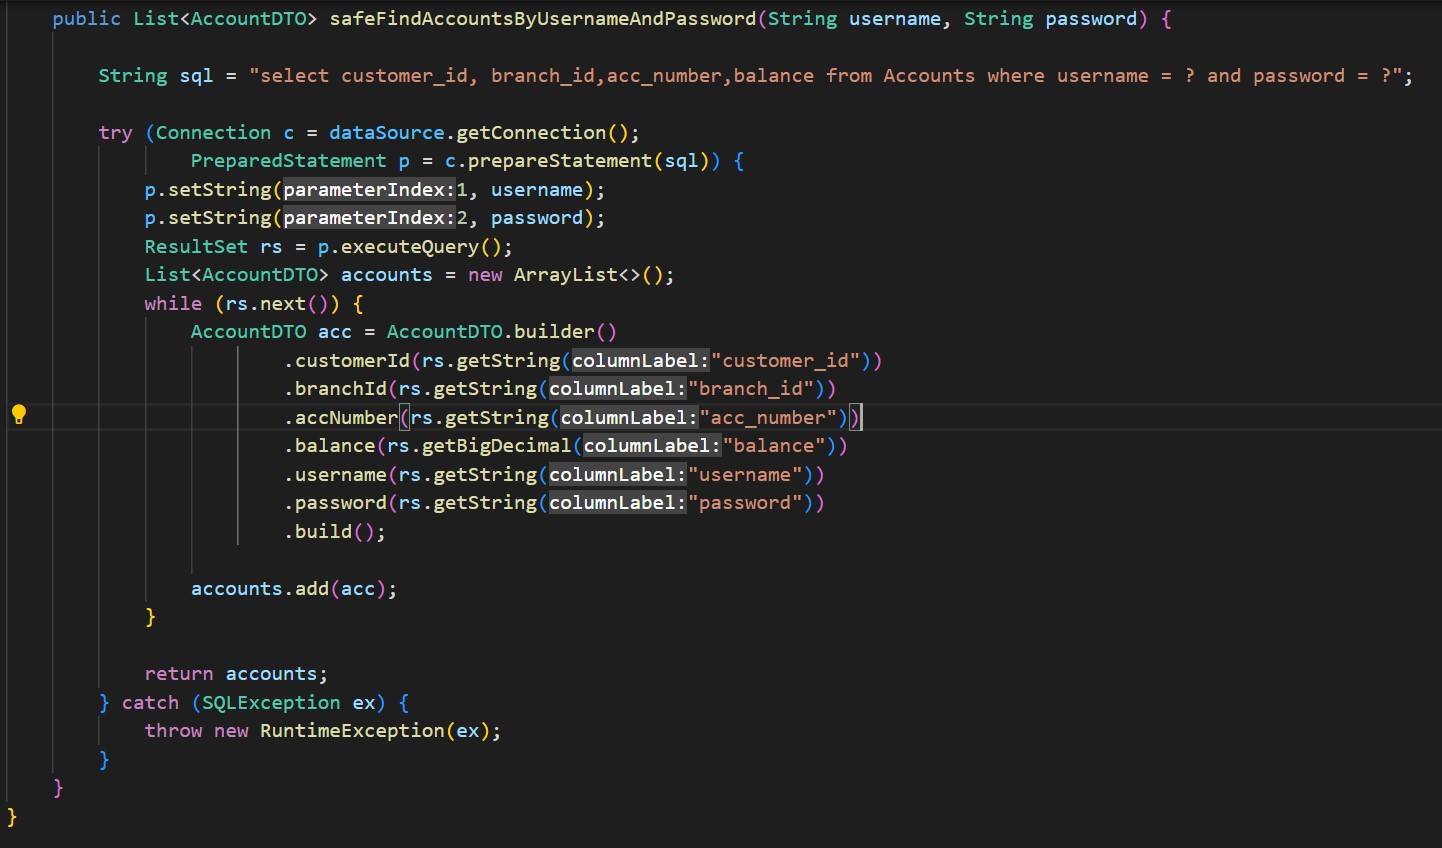 public List<AccountDTO> safeFindAccountsByUsernameAndPassword(String username, String password) {
String sql = "select customer_id, branch_id,acc_number,balance from Accounts where username = ? and password = ?";
try (Connection c = dataSource.getConnection();
PreparedStatement p = c.prepareStatement(sql)) {
p.setString(parameterIndex:1, username);
p.setString(parameterIndex:2, password);
ResultSet rs = p.executeQuery();
List<AccountDTO> accounts = new ArrayList<>();
while (rs.next()) {
AccountDTO acc = AccountDTO.builder()
.customerId(rs.getString(columnLabel:"customer_id"))
.branchId(rs.getString(columnLabel:"branch_id"))
.accNumber(rs.getString(columnLabel:"acc_number"))
.balance(rs.getBigDecimal(columnLabel:"balance"))
.username(rs.getString(columnLabel:"username"))
.password(rs.getString(columnLabel:"password"))
.build();
accounts.add(acc);
}
return accounts;
} catch (SQLException ex) {
throw new RuntimeException(ex);
}
}
}